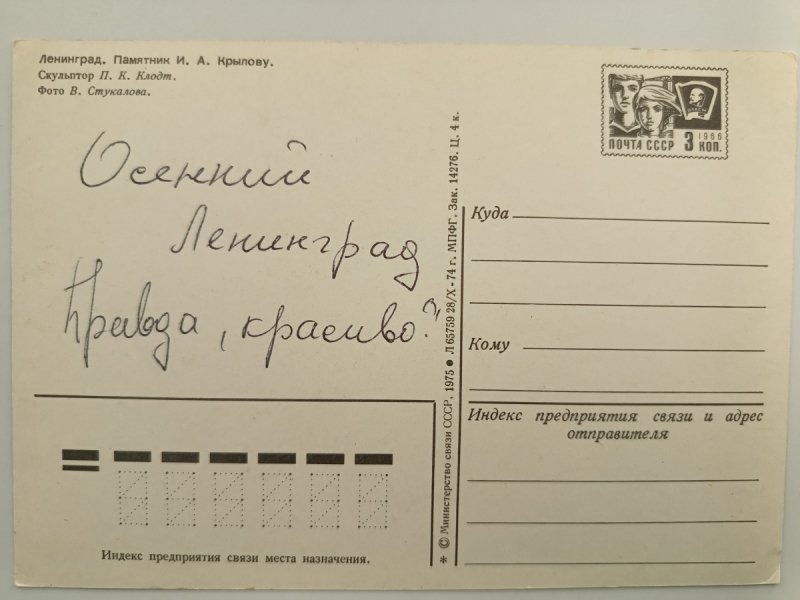 Ленинград. Памятник И. А. Крылову.
Скульптор П. К. Клодт.
Фото В. Стукалова.
Осенний
Ленинград
Правда, красиво?
Индекс предприятия связи места назначения.
* © Министерство связи СССР, 1975 ● Л 65759 28/X - 74 г. МПФГ. Зак. 14276. Ц. 4 к.
1966
ПОЧТА СССР 3 КОП.
Куда
Кому
Индекс предприятия связи и адрес
отправителя